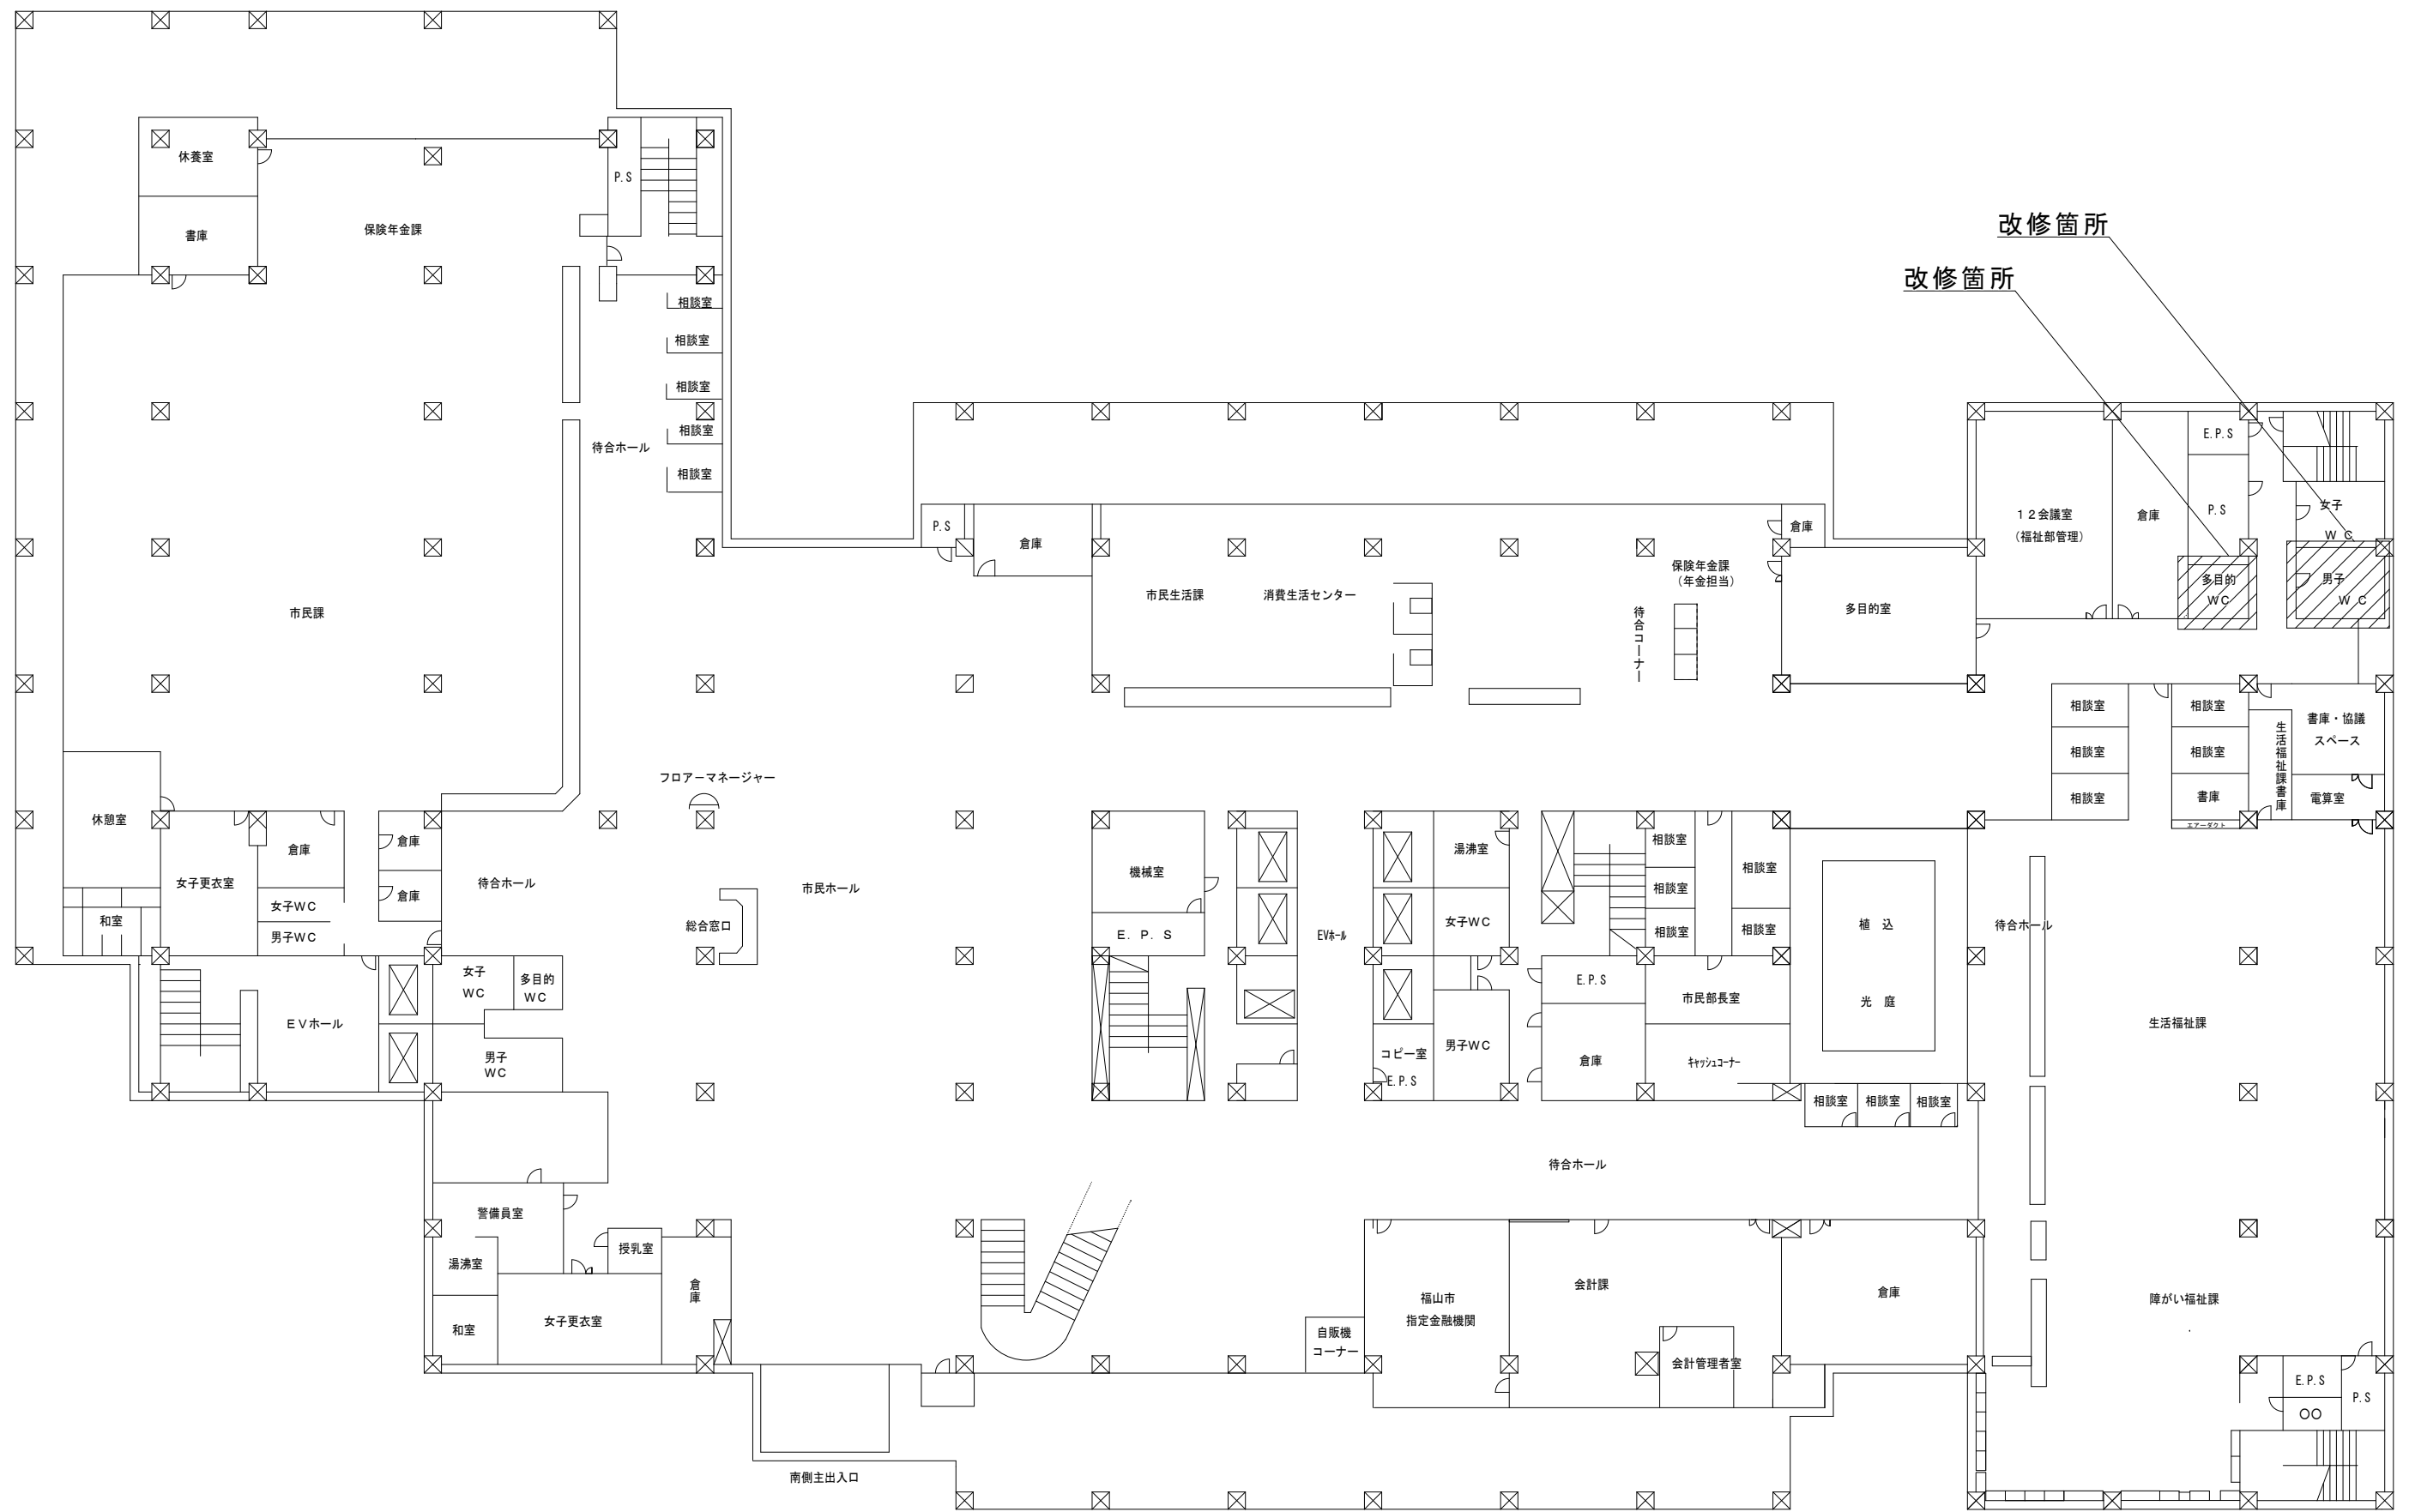 改修箇所
改修箇所
休養室
書庫
保険年金課
P.S
相談室
相談室
相談室
相談室
相談室
待合ホール
市民課
P.S
倉庫
市民生活課
消費生活センター
保険年金課
(年金担当)
待合コーナー
倉庫
多目的室
12会議室
(福祉部管理)
倉庫
E.P.S
P.S
女子
WC
多目的
WC
男子
WC
相談室
相談室
相談室
相談室
相談室
書庫
エアーダクト
生活福祉課書庫
書庫・協議
スペース
電算室
フロアーマネージャー
休憩室
和室
女子更衣室
倉庫
女子WC
男子WC
倉庫
倉庫
待合ホール
総合窓口
市民ホール
機械室
E.P.S
EVホール
湯沸室
女子WC
男子WC
コピー室
E.P.S
相談室
相談室
相談室
相談室
相談室
E.P.S
市民部長室
倉庫
キャッシュコーナー
植込
光庭
待合ホール
生活福祉課
EVホール
女子
WC
多目的
WC
男子
WC
相談室
相談室
相談室
待合ホール
警備員室
授乳室
湯沸室
和室
女子更衣室
倉庫
自販機
コーナー
福山市
指定金融機関
会計課
会計管理者室
倉庫
障がい福祉課
E.P.S
P.S
南側主出入口